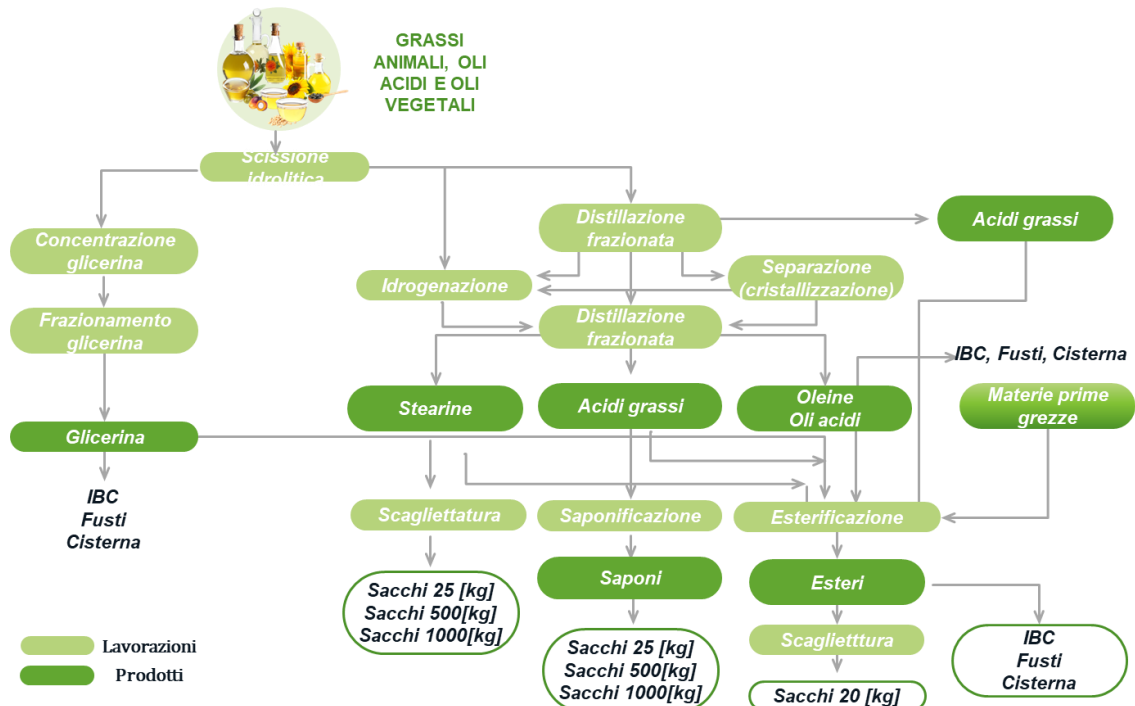 GRASSI
ANIMALI, OLI
ACIDI E OLI
VEGETALI
Scissione
idrolitica
Distillazione
frazionata
Acidi grassi
Concentrazione
glicerina
Idrogenazione
Separazione
(cristallizzazione)
Frazionamento
glicerina
Distillazione
frazionata
IBC, Fusti, Cisterna
Stearine
Acidi grassi
Oleine
Oli acidi
Materie prime
grezze
Glicerina
IBC
Fusti
Cisterna
Scagliettatura
Saponificazione
Esterificazione
Saponi
Esteri
Sacchi 25 [kg]
Sacchi 500[kg]
Sacchi 1000[kg]
Scaglietttura
IBC
Fusti
Cisterna
Sacchi 25 [kg]
Sacchi 500[kg]
Sacchi 1000[kg]
Sacchi 20 [kg]
Lavorazioni
Prodotti